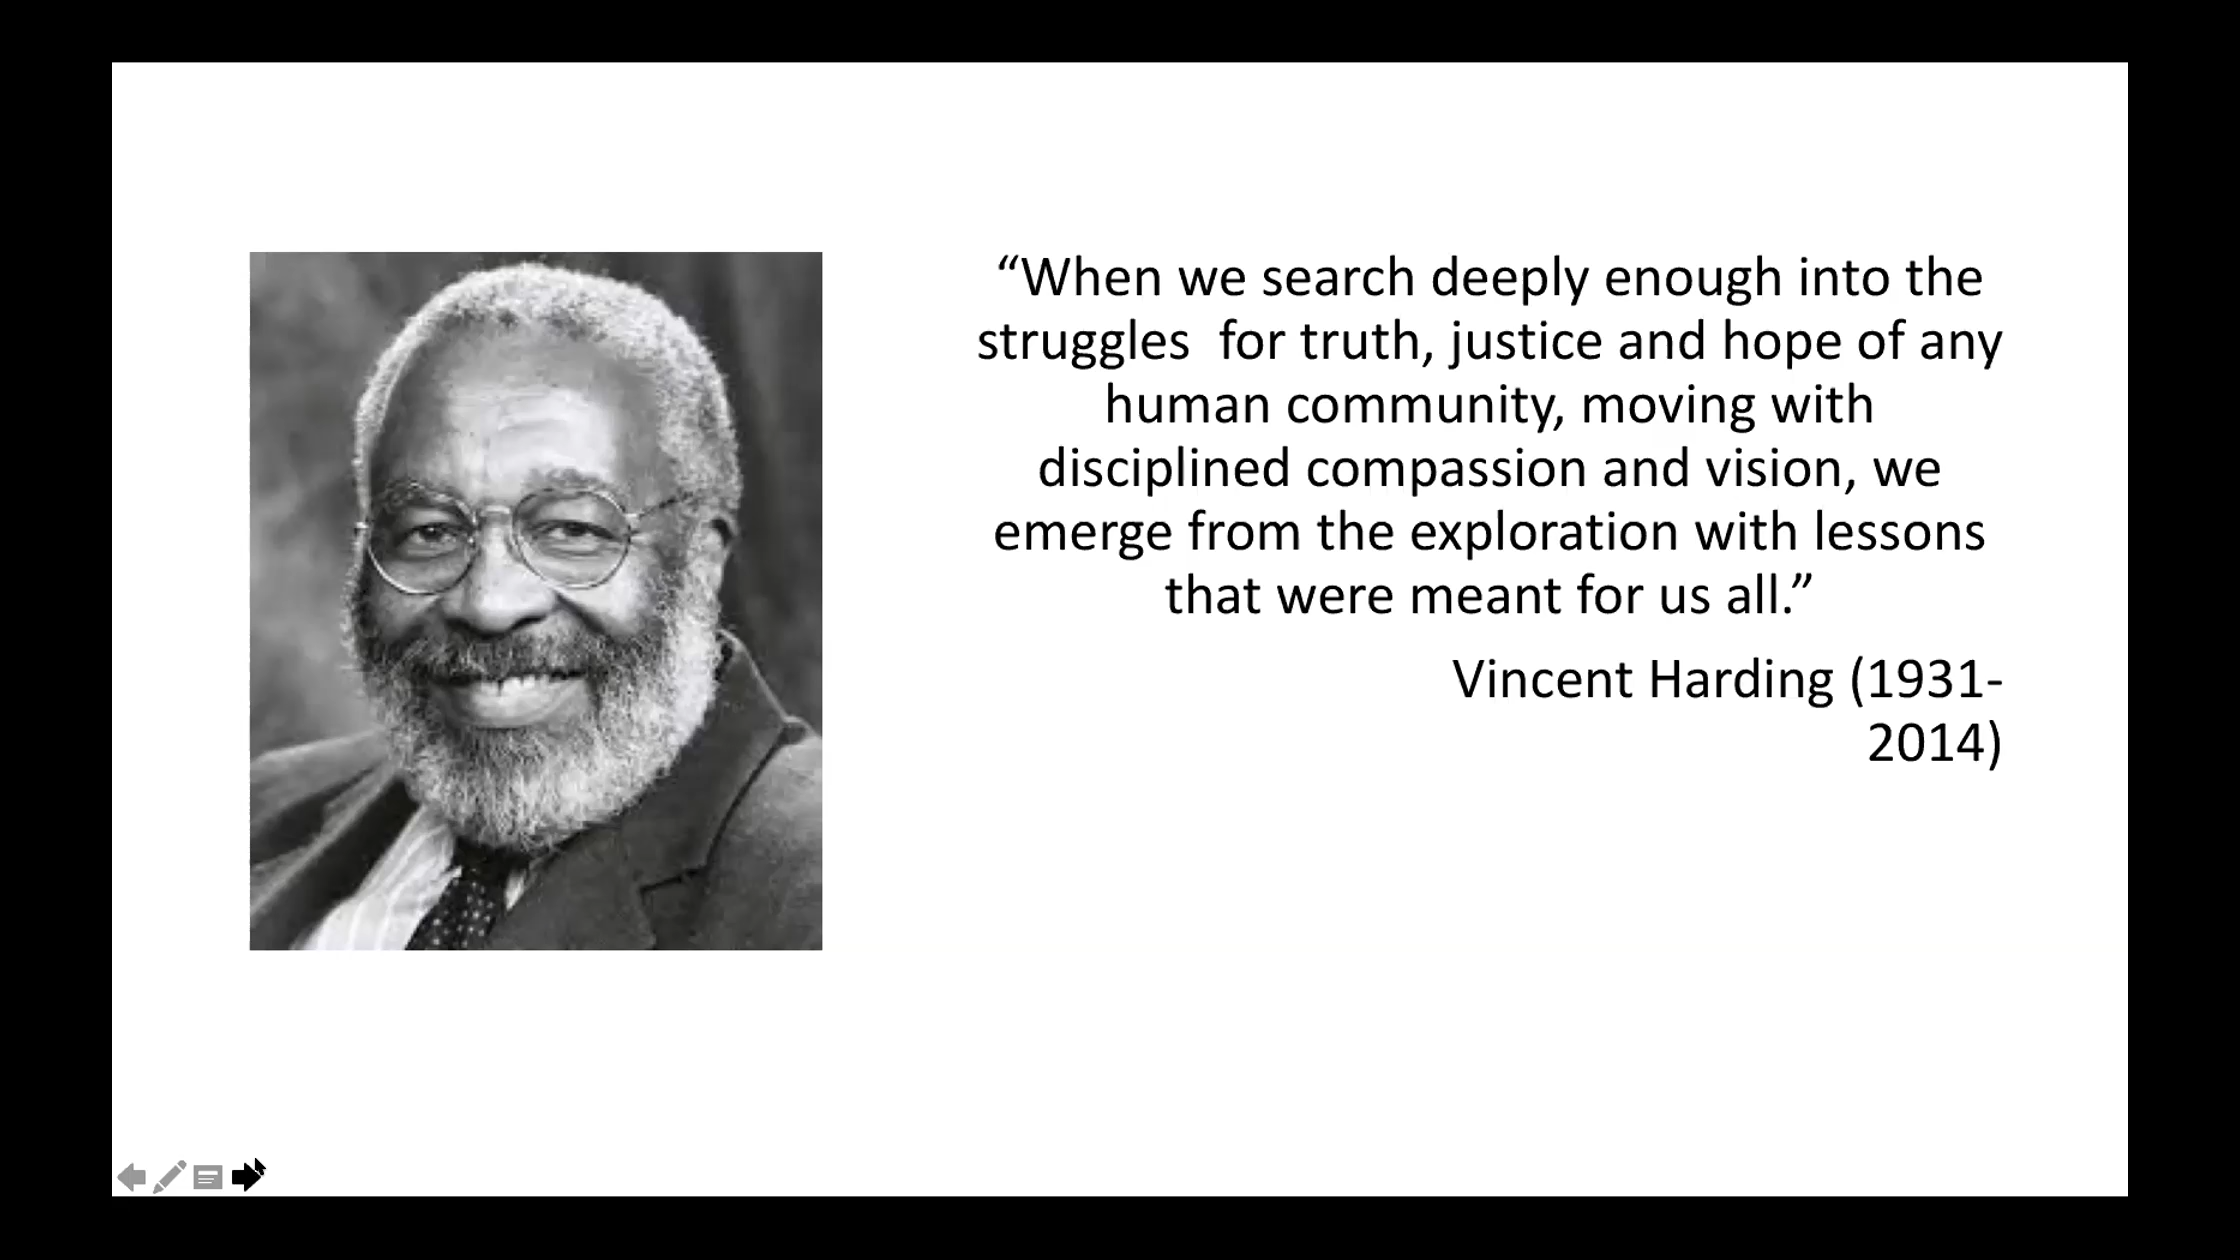 “When we search deeply enough into the
struggles  for truth, justice and hope of any
human community, moving with
disciplined compassion and vision, we
emerge from the exploration with lessons
that were meant for us all.”
Vincent Harding (1931-
2014)